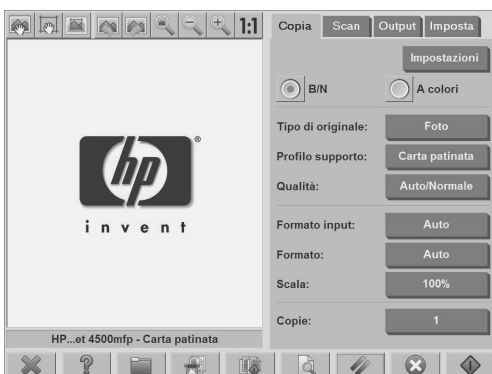 1:1
Copia Scan Output Imposta
Impostazioni
B/N A colori
Tipo di originale: Foto
Profilo supporto: Carta patinata
Qualità: Auto/Normale
Formato input: Auto
Formato: Auto
Scala: 100%
Copie: 1
hp ®
invent
HP...et 4500mfp - Carta patinata
?